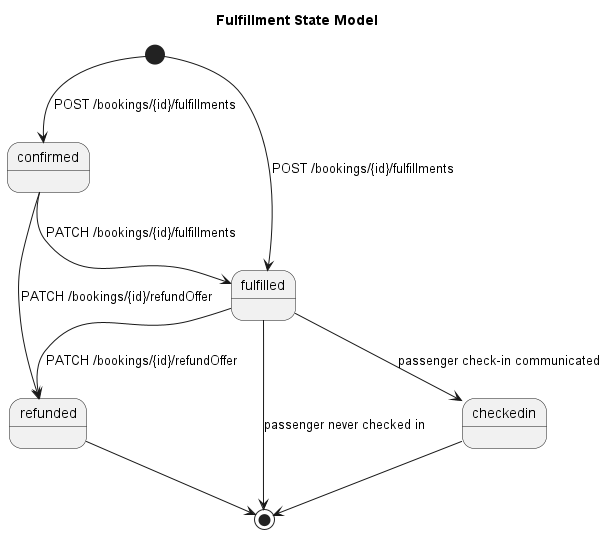 Fulfillment State Model
POST /bookings/{id}/fulfillments
confirmed
POST /bookings/{id}/fulfillments
PATCH /bookings/{id}/fulfillments
fulfilled
PATCH /bookings/{id}/refundOffer
PATCH /bookings/{id}/refundOffer
passenger check-in communicated
refunded
checkedin
passenger never checked in